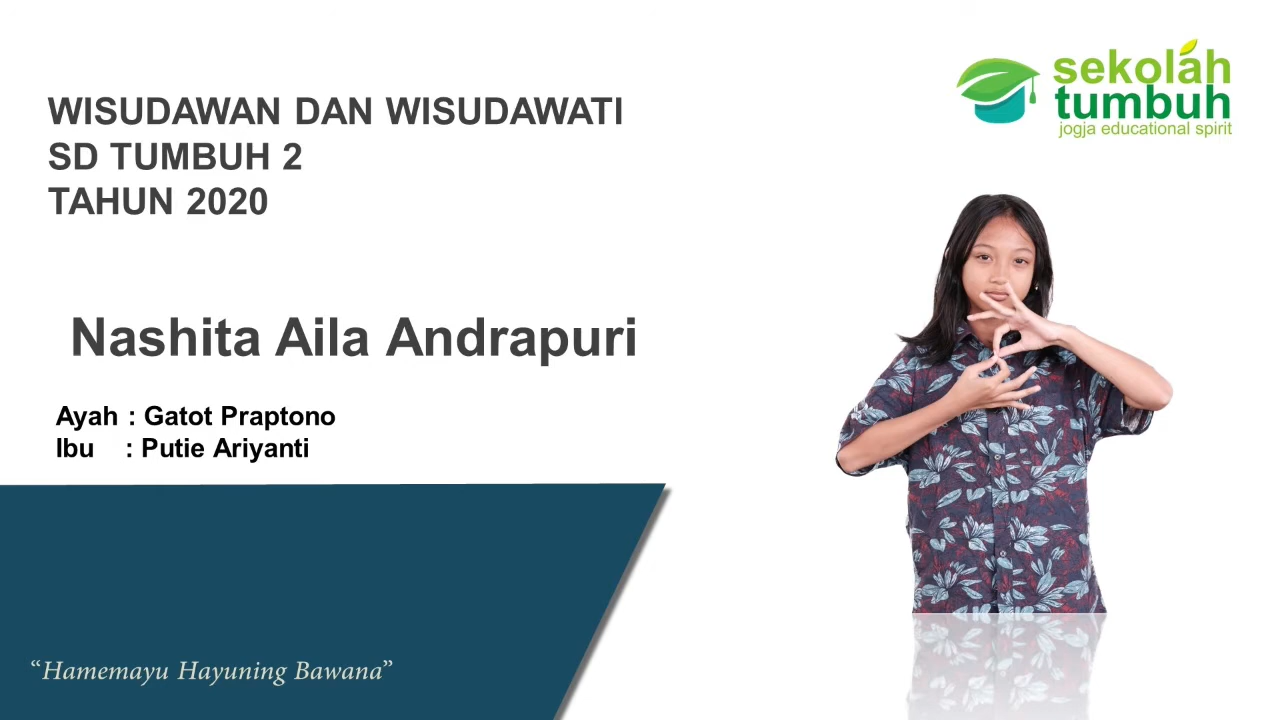 sekolah
tumbuh
jogja educational spirit
WISUDAWAN DAN WISUDAWATI
SD TUMBUH 2
TAHUN 2020
Nashita Aila Andrapuri
Ayah : Gatot Praptono
Ibu : Putie Ariyanti
“Hamemayu Hayuning Bawana”